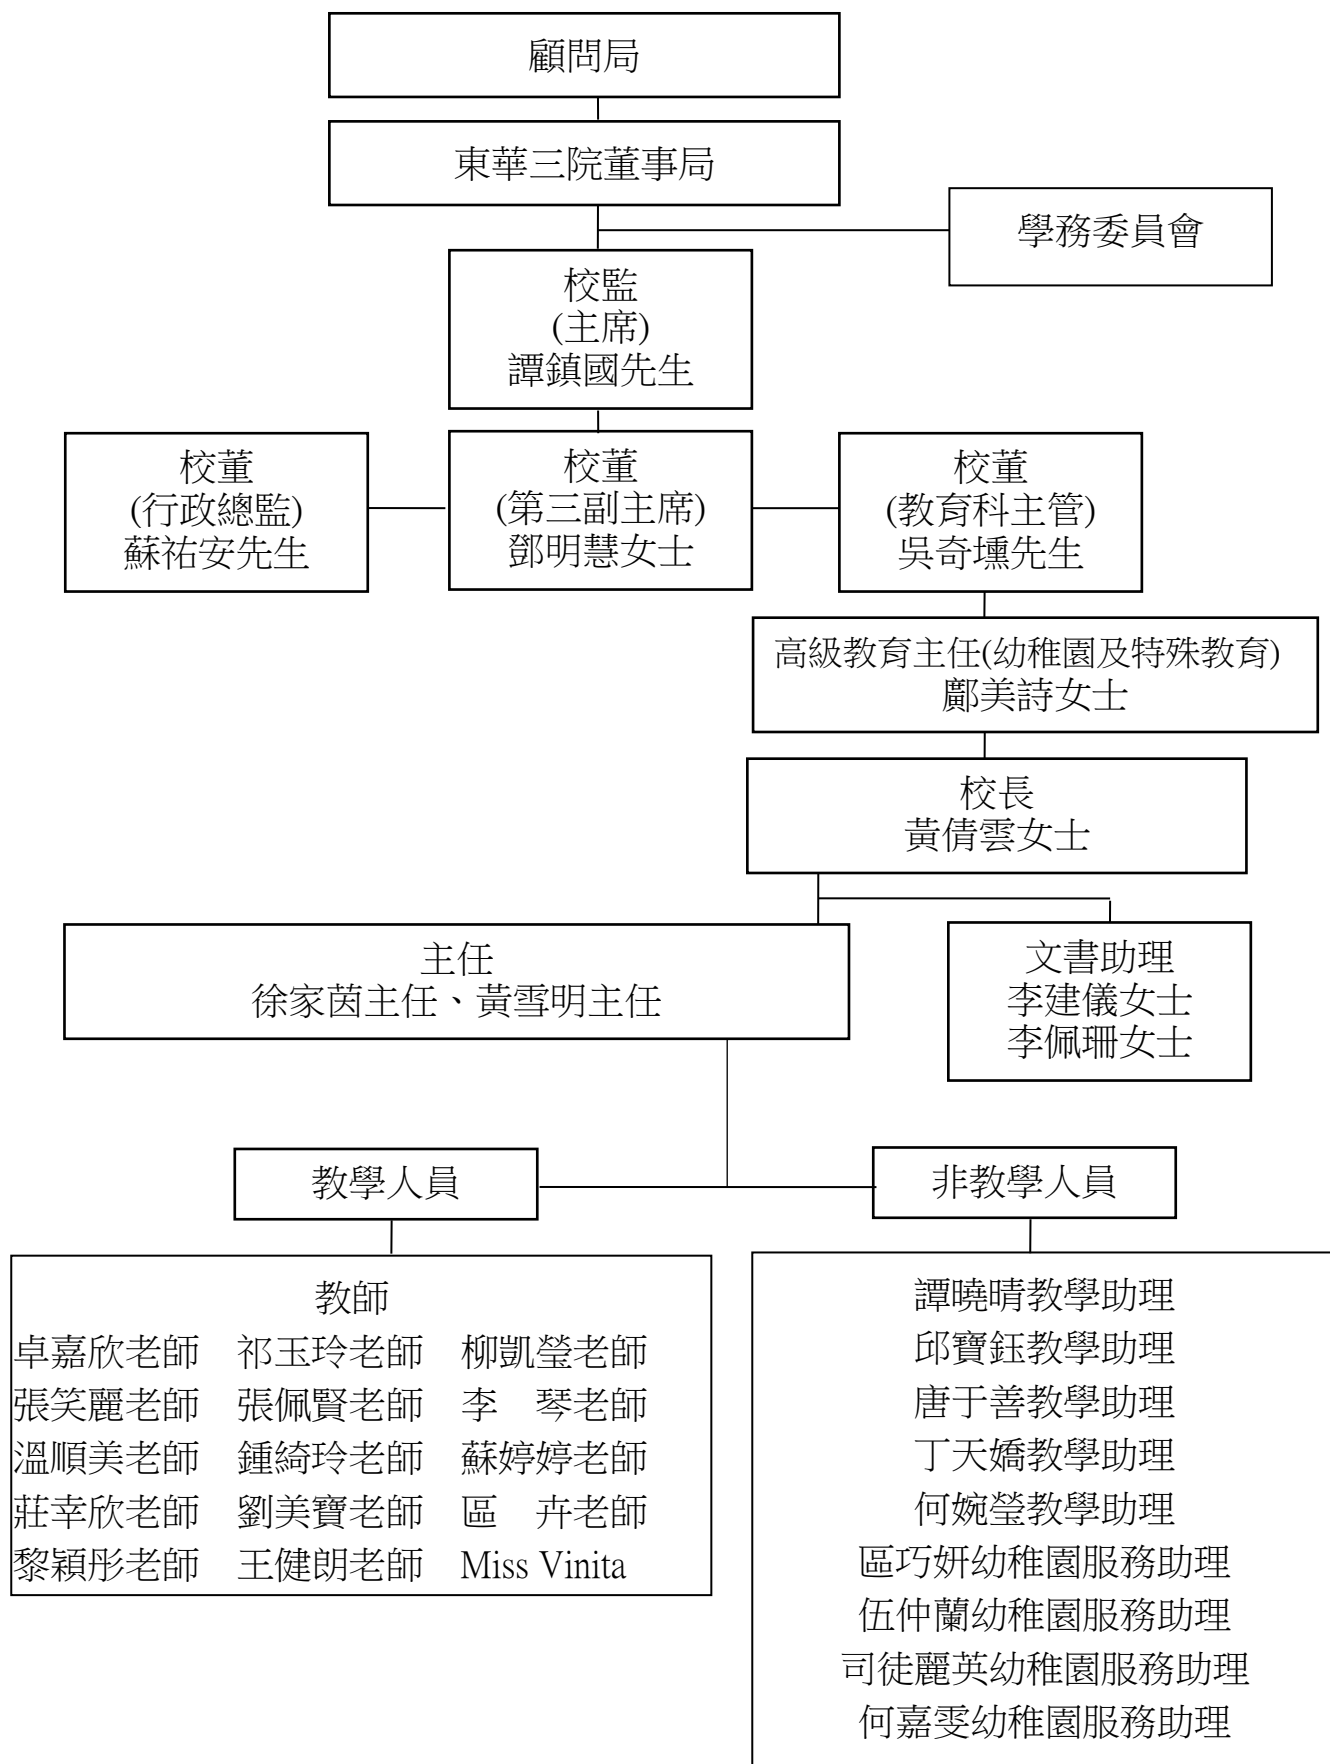 顧問局
東華三院董事局
學務委員會
校監
(主席)
譚鎮國先生
校董
(行政總監)
蘇祐安先生
校董
(第三副主席)
鄧明慧女士
校董
(教育科主管)
吳奇壎先生
高級教育主任(幼稚園及特殊教育)
鄺美詩女士
校長
黃倩雲女士
主任
徐家茵主任、黃雪明主任
文書助理
李建儀女士
李佩珊女士
教學人員
非教學人員
教師
卓嘉欣老師 祁玉玲老師 柳凱瑩老師
張笑麗老師 張佩賢老師 李　琴老師
溫順美老師 鍾綺玲老師 蘇婷婷老師
莊幸欣老師 劉美寶老師 區　卉老師
黎穎彤老師 王健朗老師 Miss Vinita
譚曉晴教學助理
邱寶鈺教學助理
唐于善教學助理
丁天嬌教學助理
何婉瑩教學助理
區巧妍幼稚園服務助理
伍仲蘭幼稚園服務助理
司徒麗英幼稚園服務助理
何嘉雯幼稚園服務助理